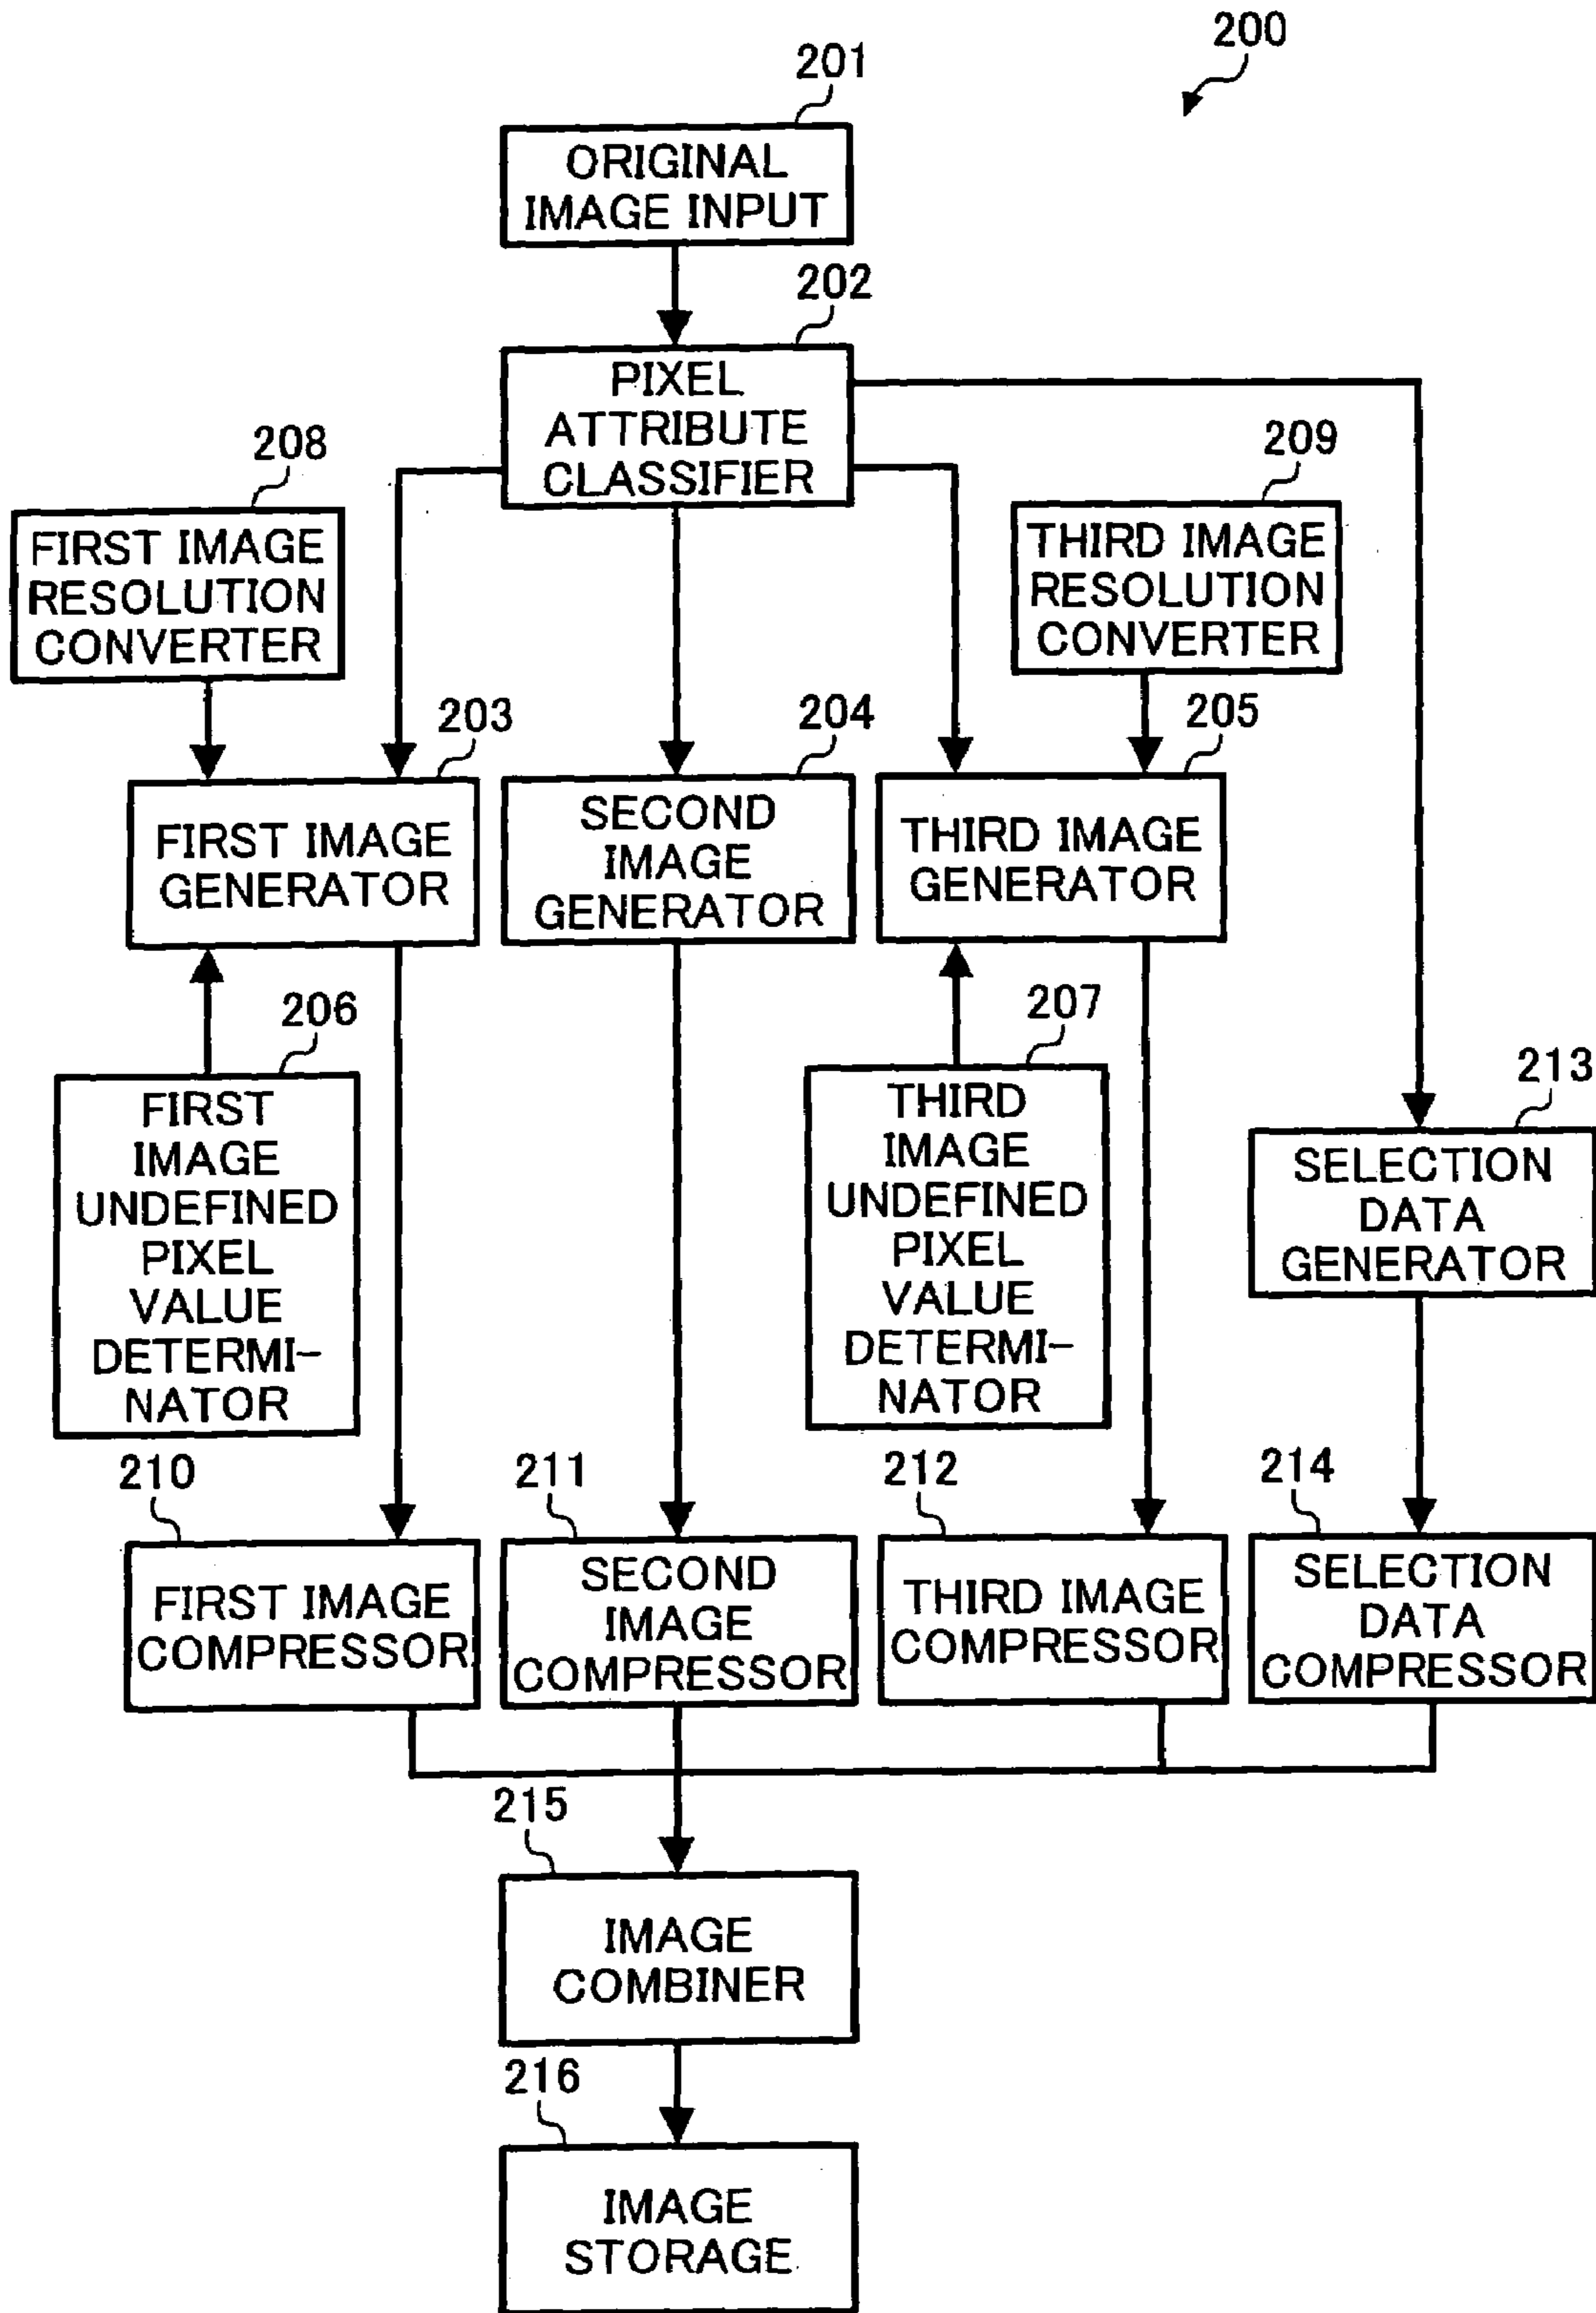 200
201
ORIGINAL
IMAGE INPUT
202
PIXEL
ATTRIBUTE
CLASSIFIER
208
FIRST IMAGE
RESOLUTION
CONVERTER
209
THIRD IMAGE
RESOLUTION
CONVERTER
203
FIRST IMAGE
GENERATOR
204
SECOND
IMAGE
GENERATOR
205
THIRD IMAGE
GENERATOR
206
FIRST
IMAGE
UNDEFINED
PIXEL
VALUE
DETERMI-
NATOR
207
THIRD
IMAGE
UNDEFINED
PIXEL
VALUE
DETERMI-
NATOR
213
SELECTION
DATA
GENERATOR
210
FIRST IMAGE
COMPRESSOR
211
SECOND
IMAGE
COMPRESSOR
212
THIRD IMAGE
COMPRESSOR
214
SELECTION
DATA
COMPRESSOR
215
IMAGE
COMBINER
216
IMAGE
STORAGE